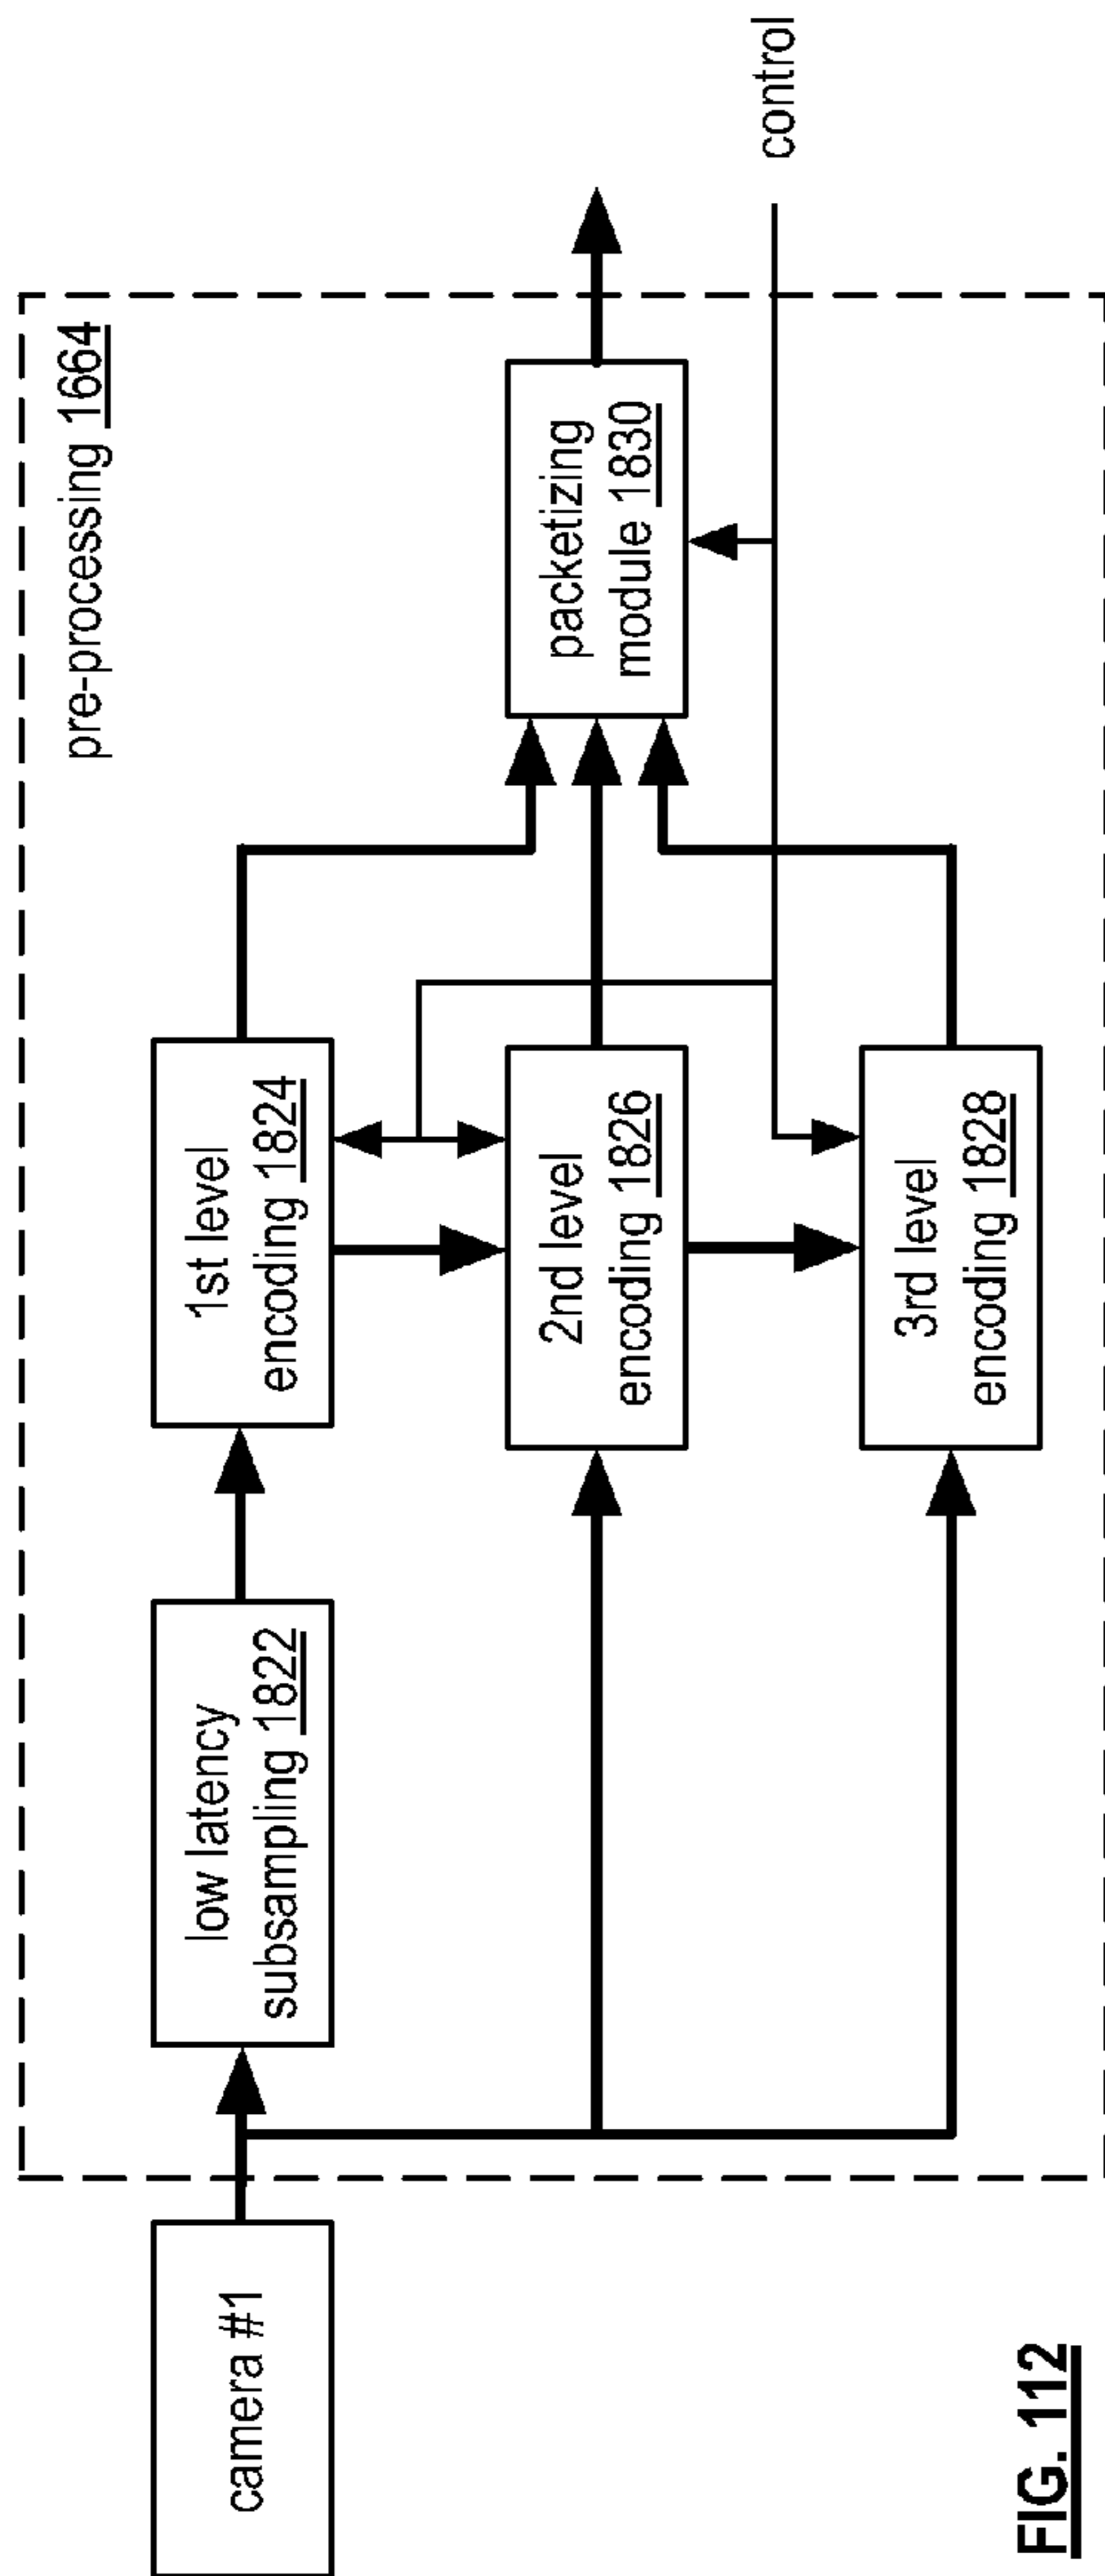 pre-processing 1664
control
camera #1
low latency
subsampling 1822
1st level
encoding 1824
2nd level
encoding 1826
packetizing
module 1830
3rd level
encoding 1828
FIG. 112